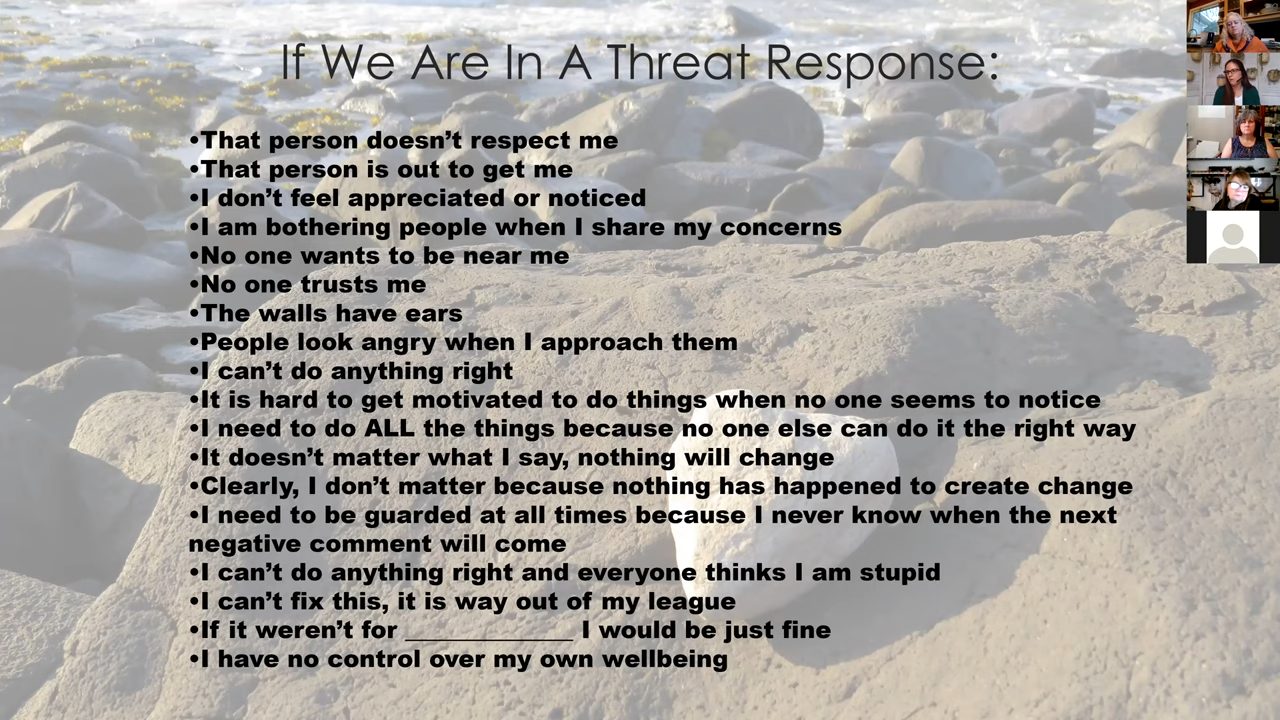 If We Are In A Threat Response:
•That person doesn’t respect me
•That person is out to get me
•I don’t feel appreciated or noticed
•I am bothering people when I share my concerns
•No one wants to be near me
•No one trusts me
•The walls have ears
•People look angry when I approach them
•I can’t do anything right
•It is hard to get motivated to do things when no one seems to notice
•I need to do ALL the things because no one else can do it the right way
•It doesn’t matter what I say, nothing will change
•Clearly, I don’t matter because nothing has happened to create change
•I need to be guarded at all times because I never know when the next
negative comment will come
•I can’t do anything right and everyone thinks I am stupid
•I can’t fix this, it is way out of my league
•If it weren’t for _____________ I would be just fine
•I have no control over my own wellbeing